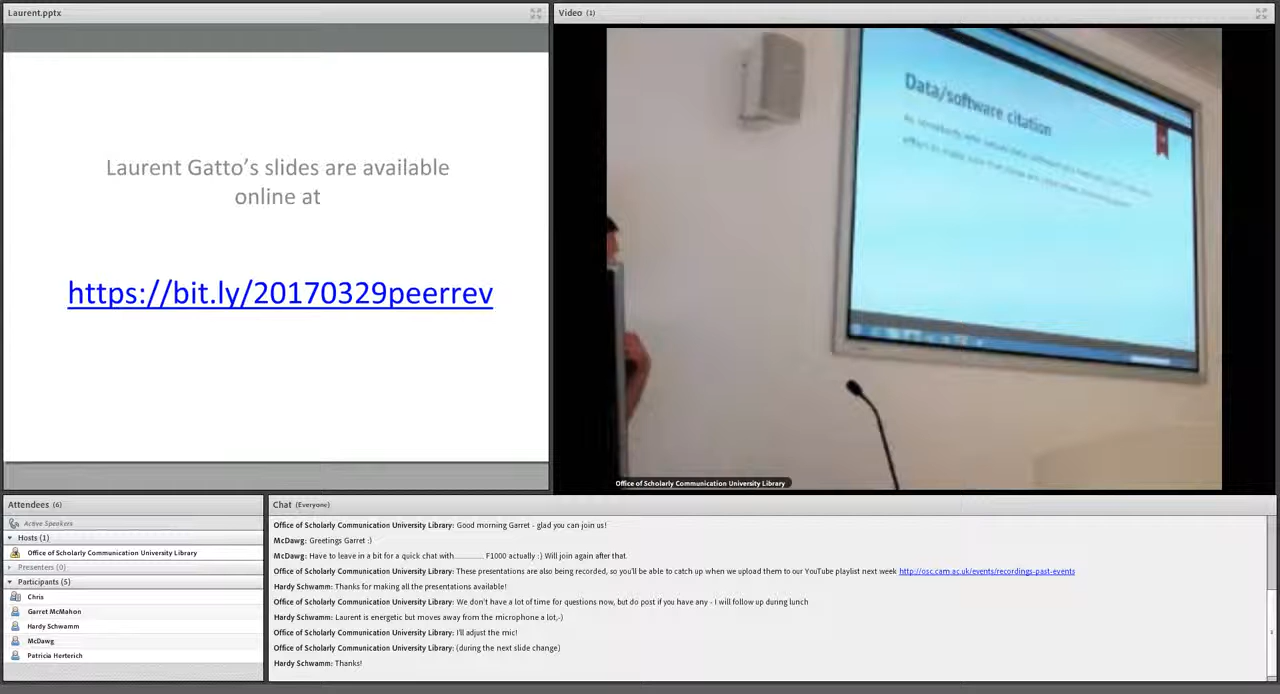 Laurent.pptx
Laurent Gatto’s slides are available
online at
https://bit.ly/20170329peerrev
Video (1)
Data/software citation
Office of Scholarly Communication University Library
Attendees (6)
Active Speakers
Hosts (1)
Office of Scholarly Communication University Library
Presenters (0)
Participants (5)
Chris
Garret McMahon
Hardy Schwamm
McDawg
Patricia Herterich
Chat (Everyone)
Office of Scholarly Communication University Library: Good morning Garret - glad you can join us!
McDawg: Greetings Garret :)
McDawg: Have to leave in a bit for a quick chat with............... F1000 actually :) Will join again after that.
Office of Scholarly Communication University Library: These presentations are also being recorded, so you'll be able to catch up when we upload them to our YouTube playlist next week http://osc.cam.ac.uk/events/recordings-past-events
Hardy Schwamm: Thanks for making all the presentations available!
Office of Scholarly Communication University Library: We don't have a lot of time for questions now, but do post if you have any - I will follow up during lunch
Hardy Schwamm: Laurent is energetic but moves away from the microphone a lot,-)
Office of Scholarly Communication University Library: I'll adjust the mic!
Office of Scholarly Communication University Library: (during the next slide change)
Hardy Schwamm: Thanks!